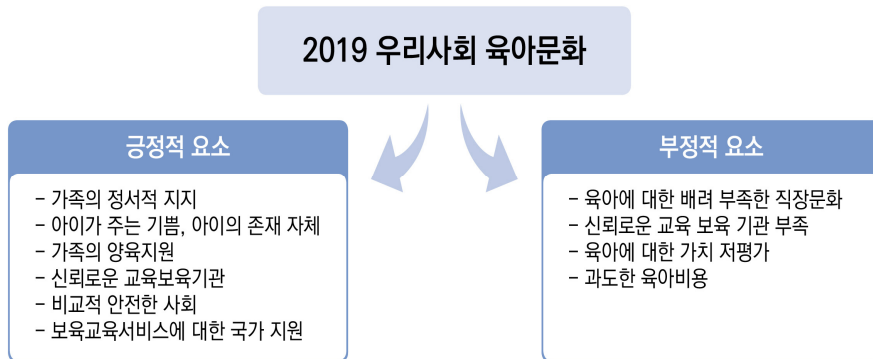 2019 우리사회 육아문화
긍정적 요소
- 가족의 정서적 지지
- 아이가 주는 기쁨, 아이의 존재 자체
- 가족의 양육지원
- 신뢰로운 교육보육기관
- 비교적 안전한 사회
- 보육교육서비스에 대한 국가 지원
부정적 요소
- 육아에 대한 배려 부족한 직장문화
- 신뢰로운 교육 보육 기관 부족
- 육아에 대한 가치 저평가
- 과도한 육아비용